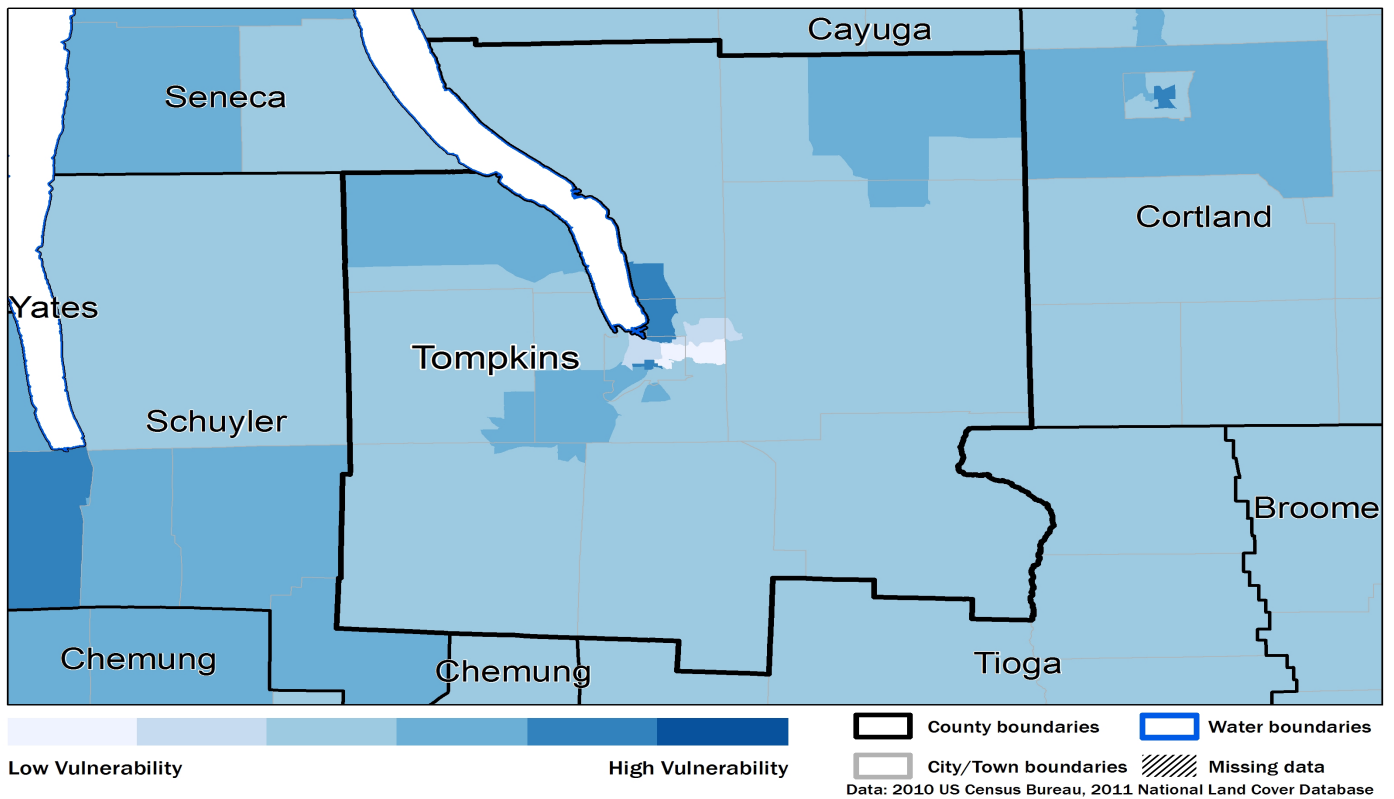 Cayuga
Seneca
Cortland
Yates
Tompkins
Schuyler
Broome
Chemung
Chemung
Tioga
Low Vulnerability
High Vulnerability
County boundaries
Water boundaries
City/Town boundaries
Missing data
Data: 2010 US Census Bureau, 2011 National Land Cover Database